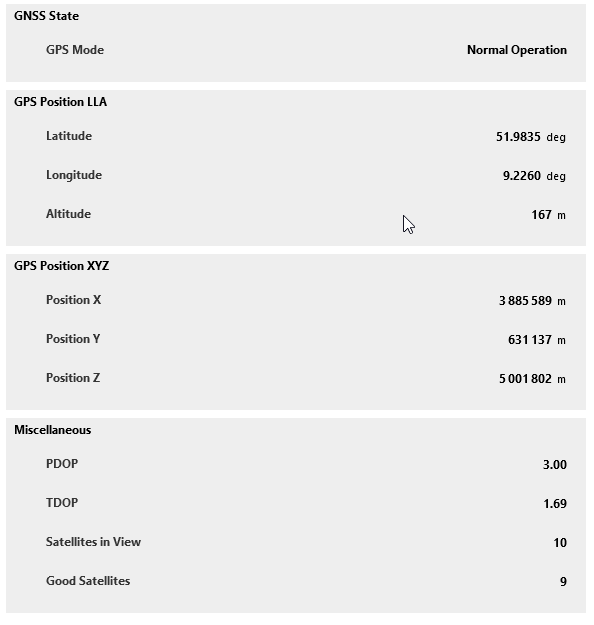 GNSS State
GPS Mode Normal Operation
GPS Position LLA
Latitude 51.9835 deg
Longitude 9.2260 deg
Altitude 167 m
GPS Position XYZ
Position X 3 885 589 m
Position Y 631 137 m
Position Z 5 001 802 m
Miscellaneous
PDOP 3.00
TDOP 1.69
Satellites in View 10
Good Satellites 9